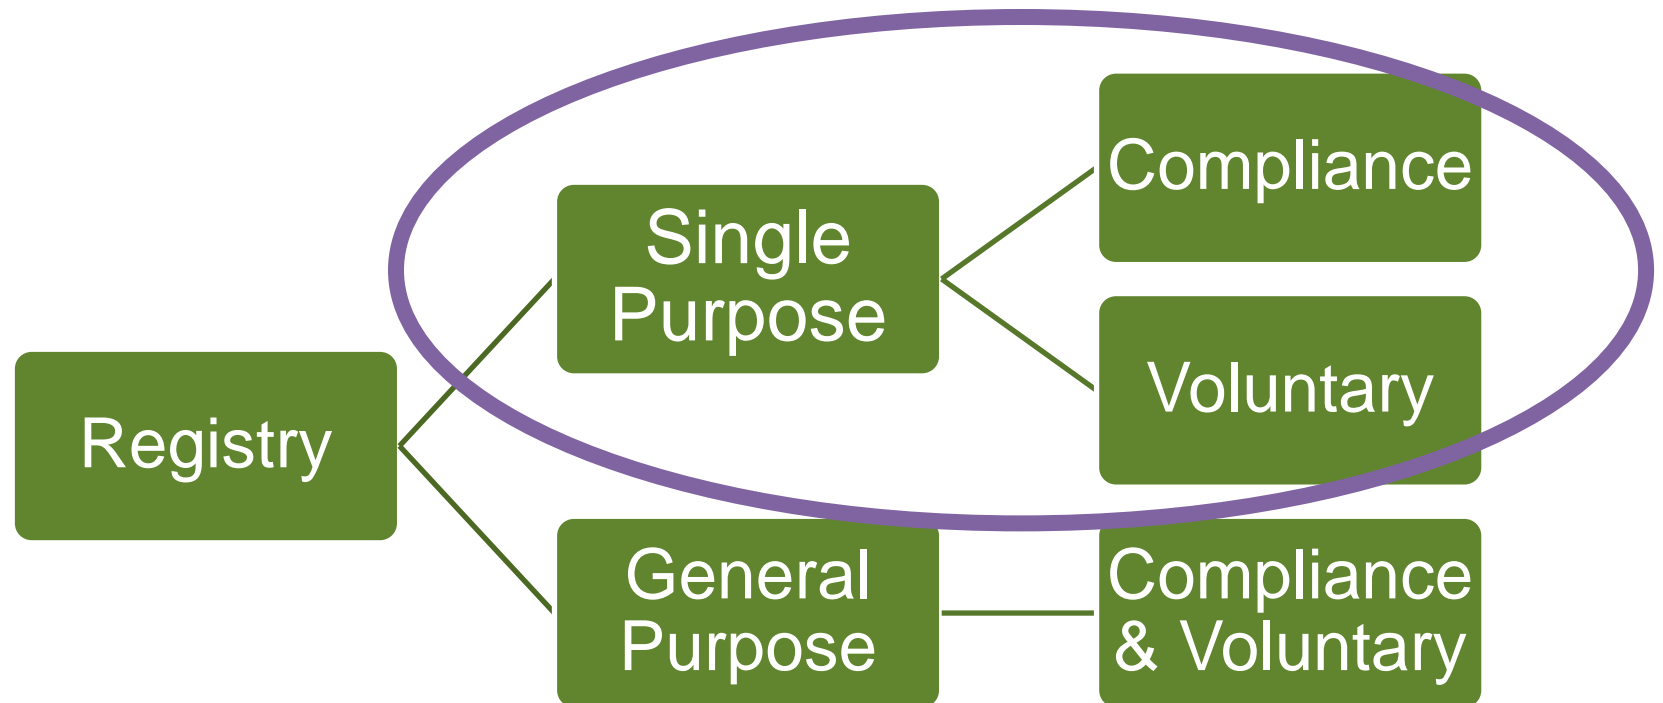 Registry
Single
Purpose
Compliance
Voluntary
General
Purpose
Compliance
& Voluntary